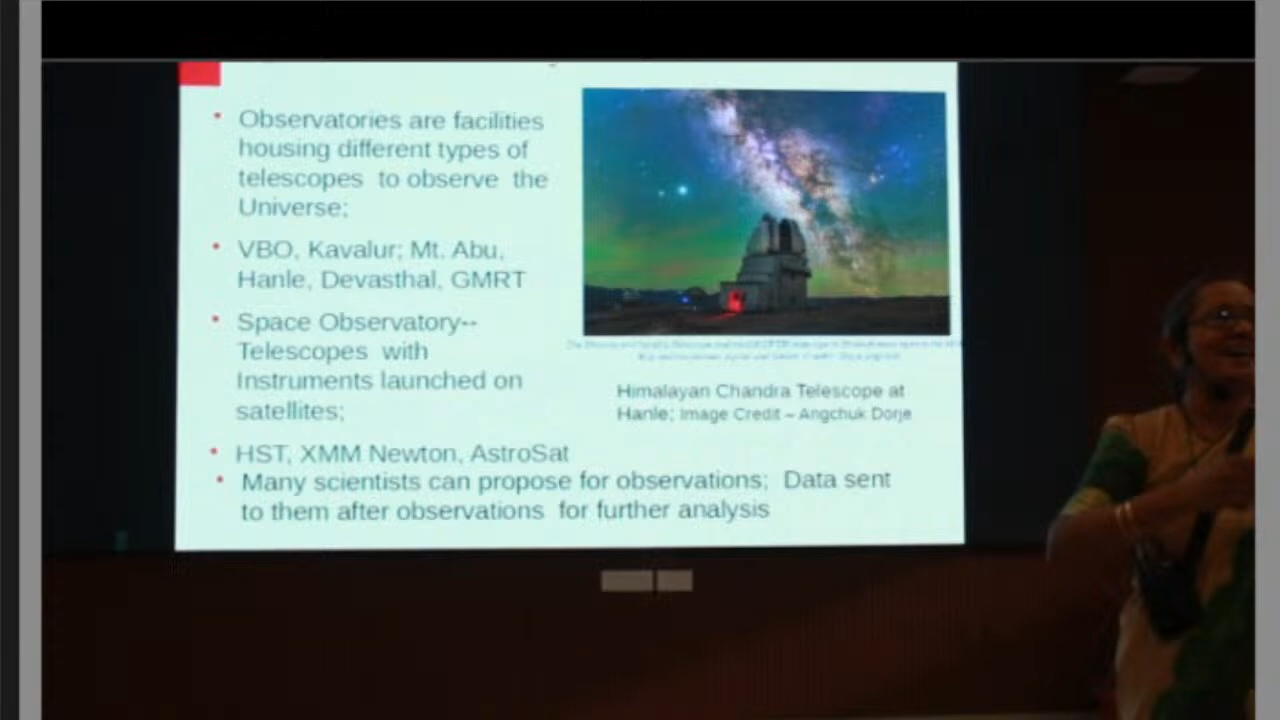 Observatories are facilities
housing different types of
telescopes to observe the
Universe;
VBO, Kavalur; Mt. Abu,
Hanle, Devasthal, GMRT
Space Observatory--
Telescopes with
Instruments launched on
satellites;
HST, XMM Newton, AstroSat
Many scientists can propose for observations; Data sent
to them after observations for further analysis
Himalayan Chandra Telescope at
Hanle; Image Credit – Angchuk Dorje